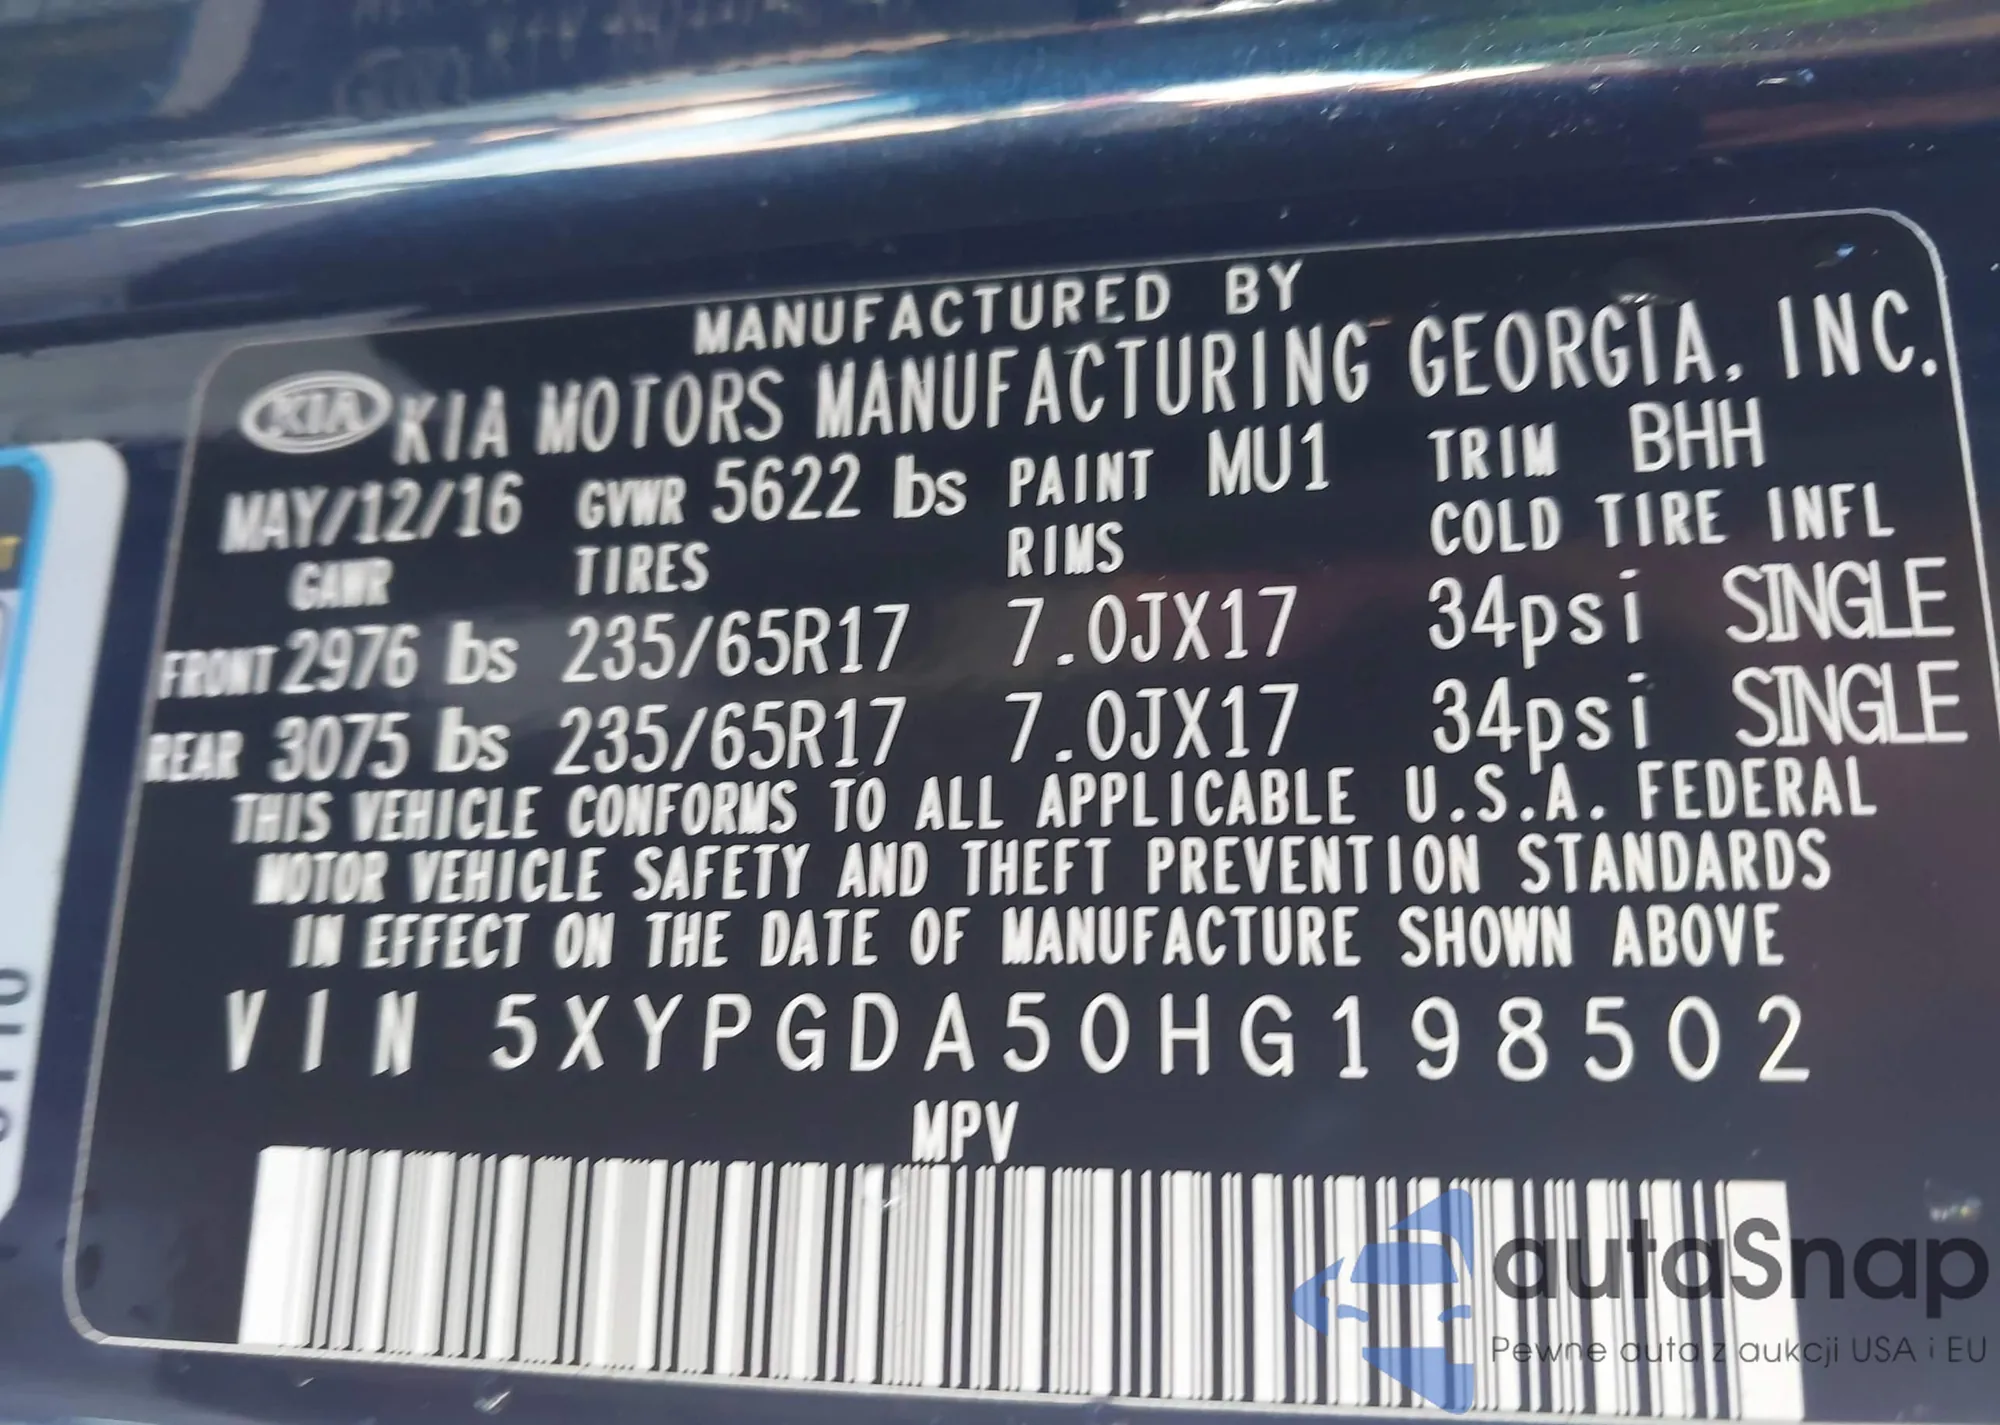 MANUFACTURED BY
KIA KIA MOTORS MANUFACTURING GEORGIA, INC.
MAY/12/16 GVWR 5622 lbs PAINT MU1 TRIM BHH
GAWR TIRES RIMS COLD TIRE INFL
FRONT 2976 lbs 235/65R17 7.0JX17 34psi SINGLE
REAR 3075 lbs 235/65R17 7.0JX17 34psi SINGLE
THIS VEHICLE CONFORMS TO ALL APPLICABLE U.S.A. FEDERAL
MOTOR VEHICLE SAFETY AND THEFT PREVENTION STANDARDS
IN EFFECT ON THE DATE OF MANUFACTURE SHOWN ABOVE
VIN 5XYPGDA50HG198502
MPV
autaSnap
Pewne auta z aukcji USA i EU